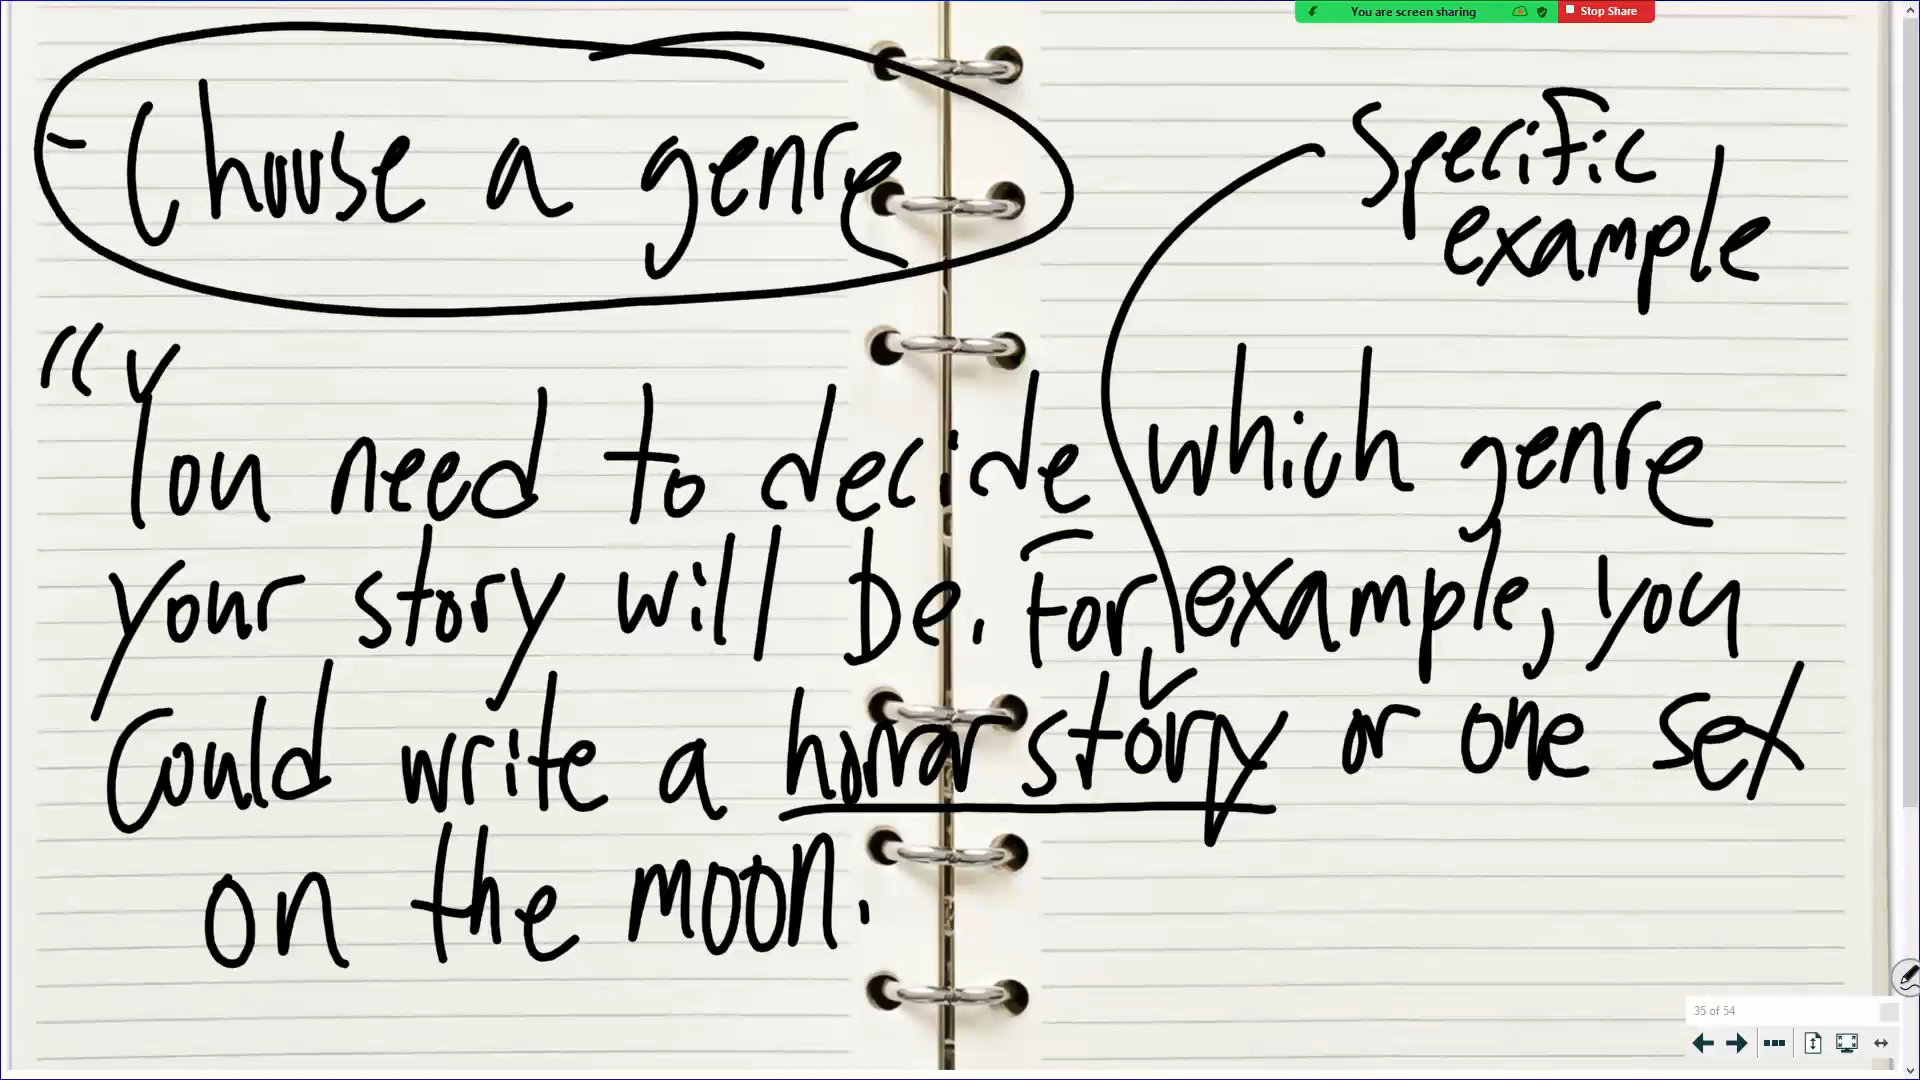 You are screen sharing
Stop Share
- Choose a genre
Specific
example
"You need to decide which genre
your story will be. For example, you
could write a horror story or one set
on the moon.
35 of 54